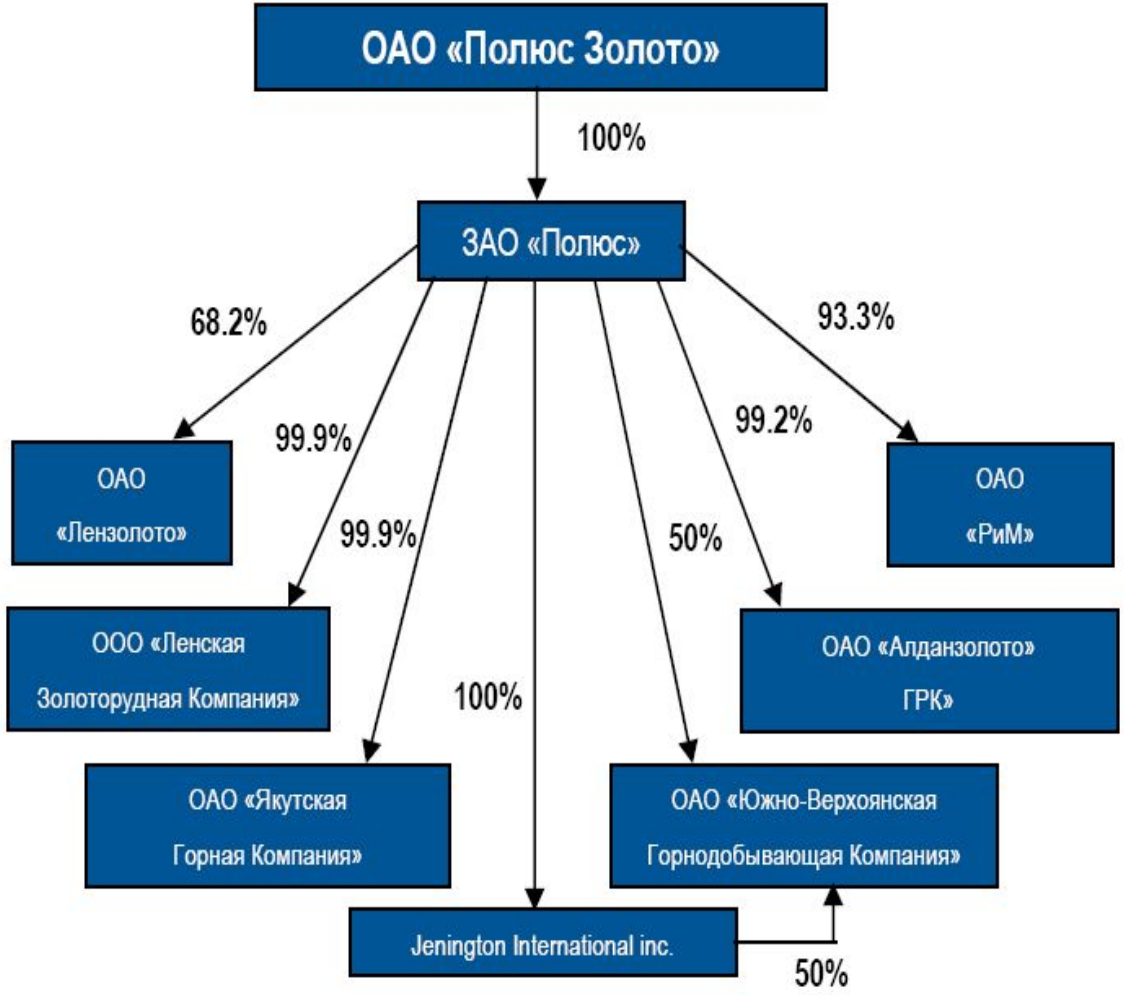 ОАО «Полюс Золото»
100%
ЗАО «Полюс»
68.2%
93.3%
99.9%
99.2%
ОАО
«Лензолото»
ОАО
«РиМ»
99.9%
50%
ООО «Ленская
Золоторудная Компания»
ОАО «Алданзолото»
ГРК»
100%
ОАО «Якутская
Горная Компания»
ОАО «Южно-Верхоянская
Горнодобывающая Компания»
Jenington International inc.
50%